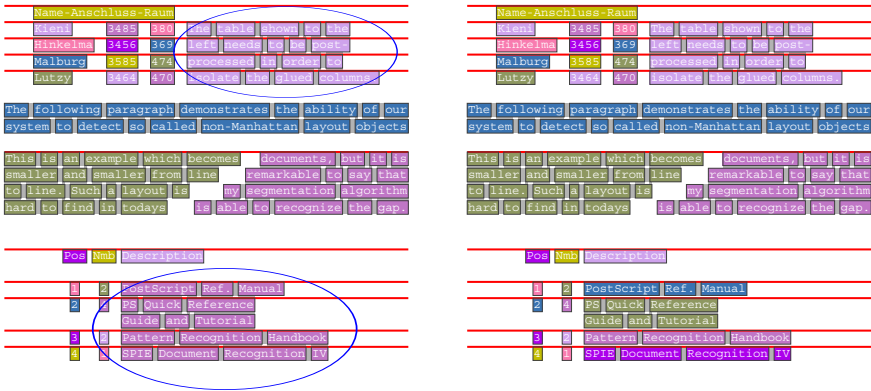 Name-Anschluss-Raum
Kieni 3485 380 The table shown to the
Hinkelma 3456 369 left needs to be post-
Malburg 3585 474 processed in order to
Lutzy 3464 470 isolate the glued columns.
The following paragraph demonstrates the ability of our
system to detect so called non-Manhattan layout objects
This is an example which becomes documents, but it is
smaller and smaller from line remarkable to say that
to line. Such a layout is my segmentation algorithm
hard to find in todays is able to recognize the gap.
Pos Nmb Description
1 2 PostScript Ref. Manual
2 4 PS Quick Reference
Guide and Tutorial
3 2 Pattern Recognition Handbook
4 1 SPIE Document Recognition IV
Name-Anschluss-Raum
Kieni 3485 380 The table shown to the
Hinkelma 3456 369 left needs to be post-
Malburg 3585 474 processed in order to
Lutzy 3464 470 isolate the glued columns.
The following paragraph demonstrates the ability of our
system to detect so called non-Manhattan layout objects
This is an example which becomes documents, but it is
smaller and smaller from line remarkable to say that
to line. Such a layout is my segmentation algorithm
hard to find in todays is able to recognize the gap.
Pos Nmb Description
1 2 PostScript Ref. Manual
2 4 PS Quick Reference
Guide and Tutorial
3 2 Pattern Recognition Handbook
4 1 SPIE Document Recognition IV